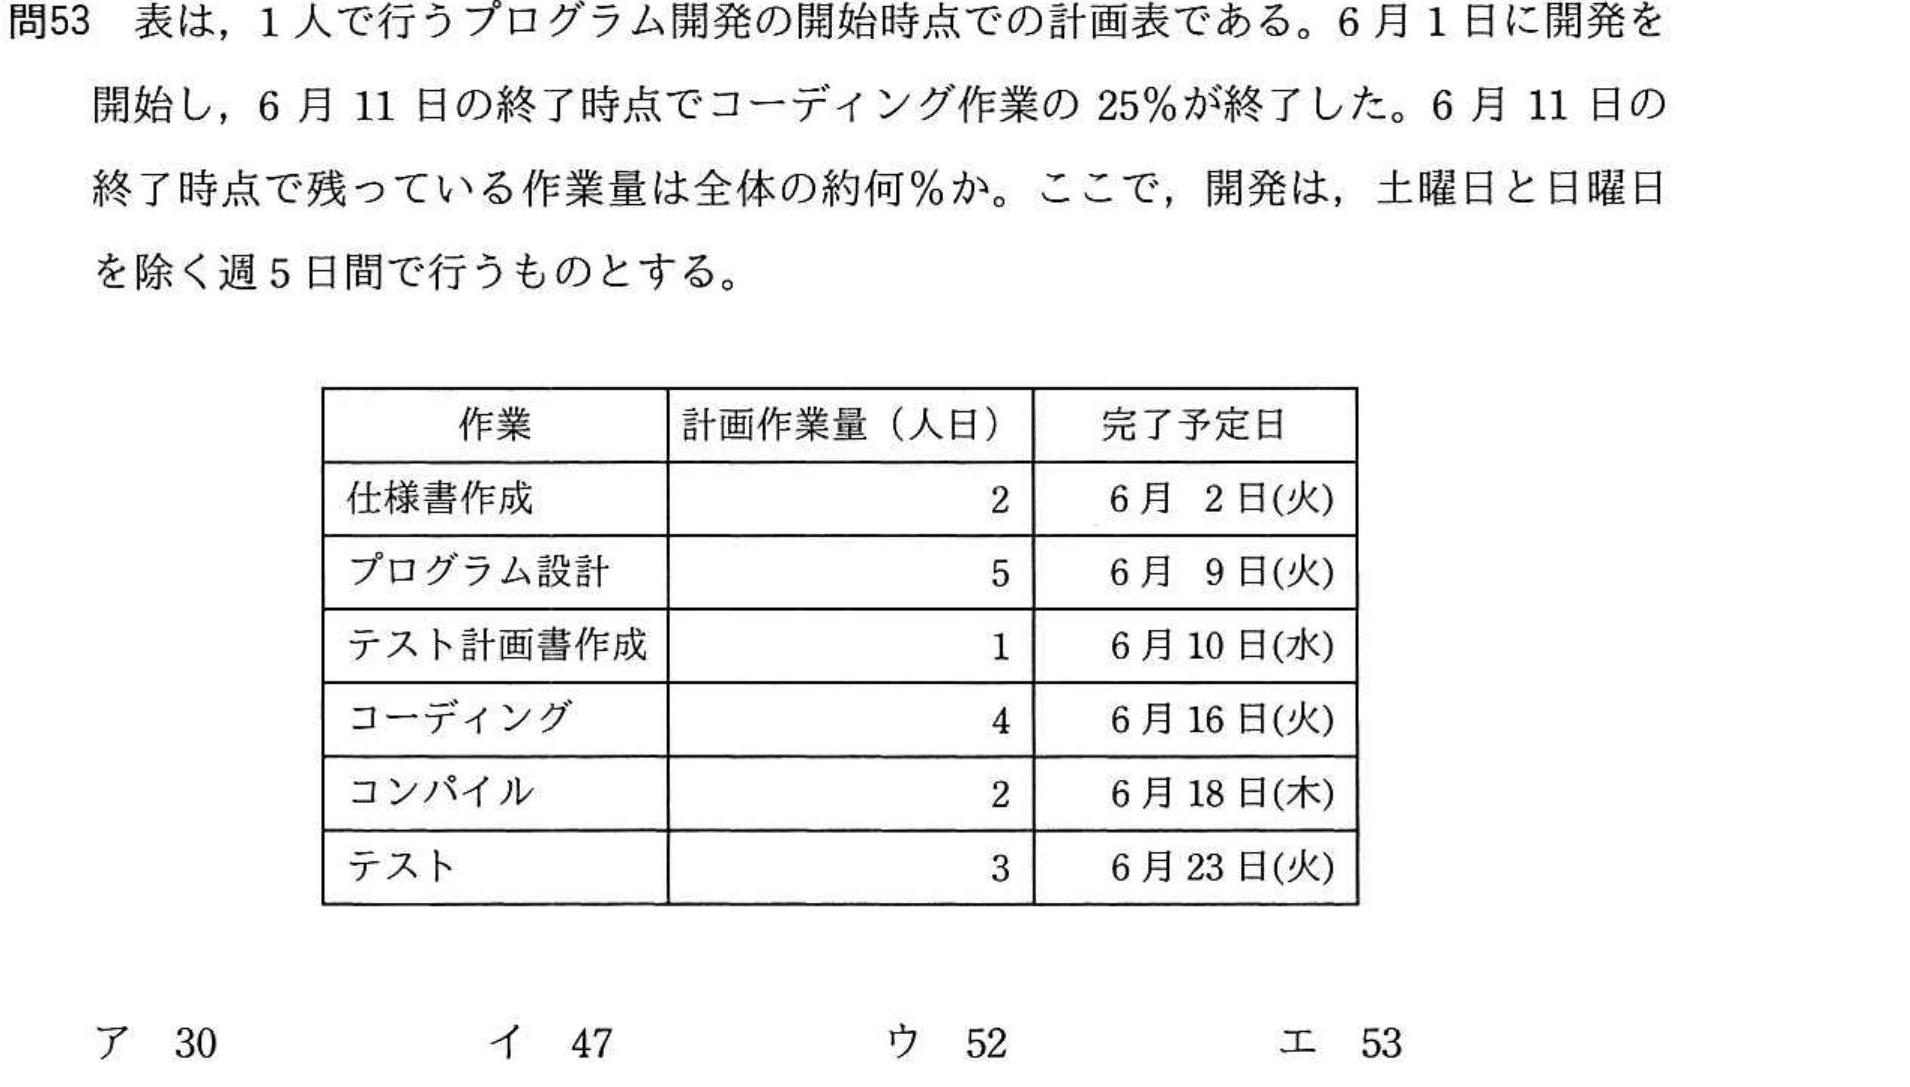 問53　表は，1人で行うプログラム開発の開始時点での計画表である。6月1日に開発を
開始し，6月11日の終了時点でコーディング作業の25％が終了した。6月11日の
終了時点で残っている作業量は全体の約何％か。ここで，開発は，土曜日と日曜日
を除く週5日間で行うものとする。
作業　計画作業量（人日）　完了予定日
仕様書作成　2　6月 2日(火)
プログラム設計　5　6月 9日(火)
テスト計画書作成　1　6月10日(水)
コーディング　4　6月16日(火)
コンパイル　2　6月18日(木)
テスト　3　6月23日(火)
ア　30　イ　47　ウ　52　エ　53